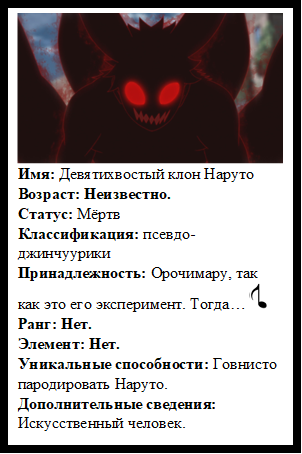 Имя: Девятихвостый клон Наруто
Возраст: Неизвестно.
Статус: Мёртв
Классификация: псевдо-
джинчуурики
Принадлежность: Орочимару, так
как это его эксперимент. Тогда…
Ранг: Нет.
Элемент: Нет.
Уникальные способности: Говнисто
пародировать Наруто.
Дополнительные сведения:
Искусственный человек.